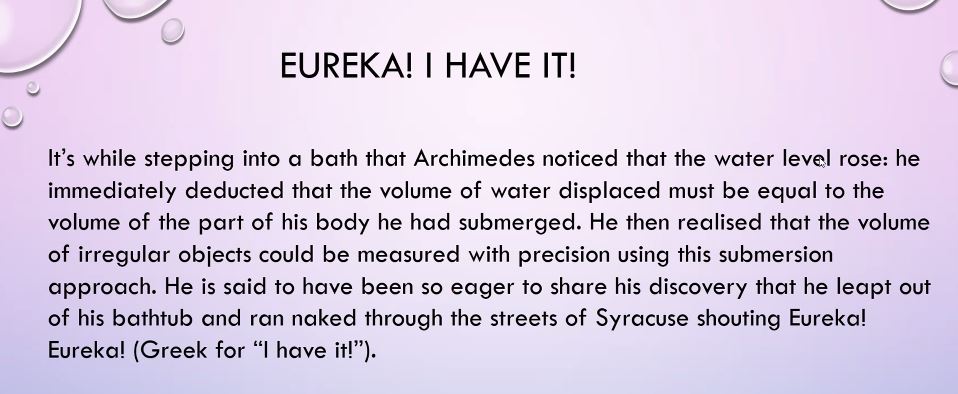 EUREKA! I HAVE IT!
It's while stepping into a bath that Archimedes noticed that the water level rose: he
immediately deducted that the volume of water displaced must be equal to the
volume of the part of his body he had submerged. He then realised that the volume
of irregular objects could be measured with precision using this submersion
approach. He is said to have been so eager to share his discovery that he leapt out
of his bathtub and ran naked through the streets of Syracuse shouting Eureka!
Eureka! (Greek for “I have it!”).